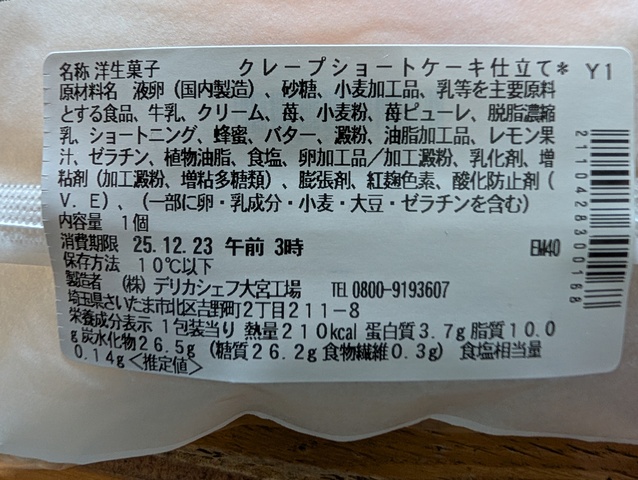 名称 洋生菓子 クレープショートケーキ仕立て* Y1
原材料名 液卵(国内製造)、砂糖、小麦加工品、乳等を主要原料
とする食品、牛乳、クリーム、苺、小麦粉、苺ピューレ、脱脂濃縮
乳、ショートニング、蜂蜜、バター、澱粉、油脂加工品、レモン果
汁、ゼラチン、植物油脂、食塩、卵加工品/加工澱粉、乳化剤、増
粘剤(加工澱粉、増粘多糖類)、膨張剤、紅麹色素、酸化防止剤(
V.E)、(一部に卵・乳成分・小麦・大豆・ゼラチンを含む)
内容量 1個
消費期限 25.12.23 午前 3時 EM40
保存方法 10℃以下
製造者 (株)デリカシェフ大宮工場 TEL 0800-9193607
埼玉県さいたま市北区吉野町2丁目211-8
栄養成分表示 1包装当り 熱量210kcal 蛋白質3.7g 脂質10.0
g 炭水化物26.5g(糖質26.2g 食物繊維0.3g) 食塩相当量
0.14g<推定値>
2110428300168